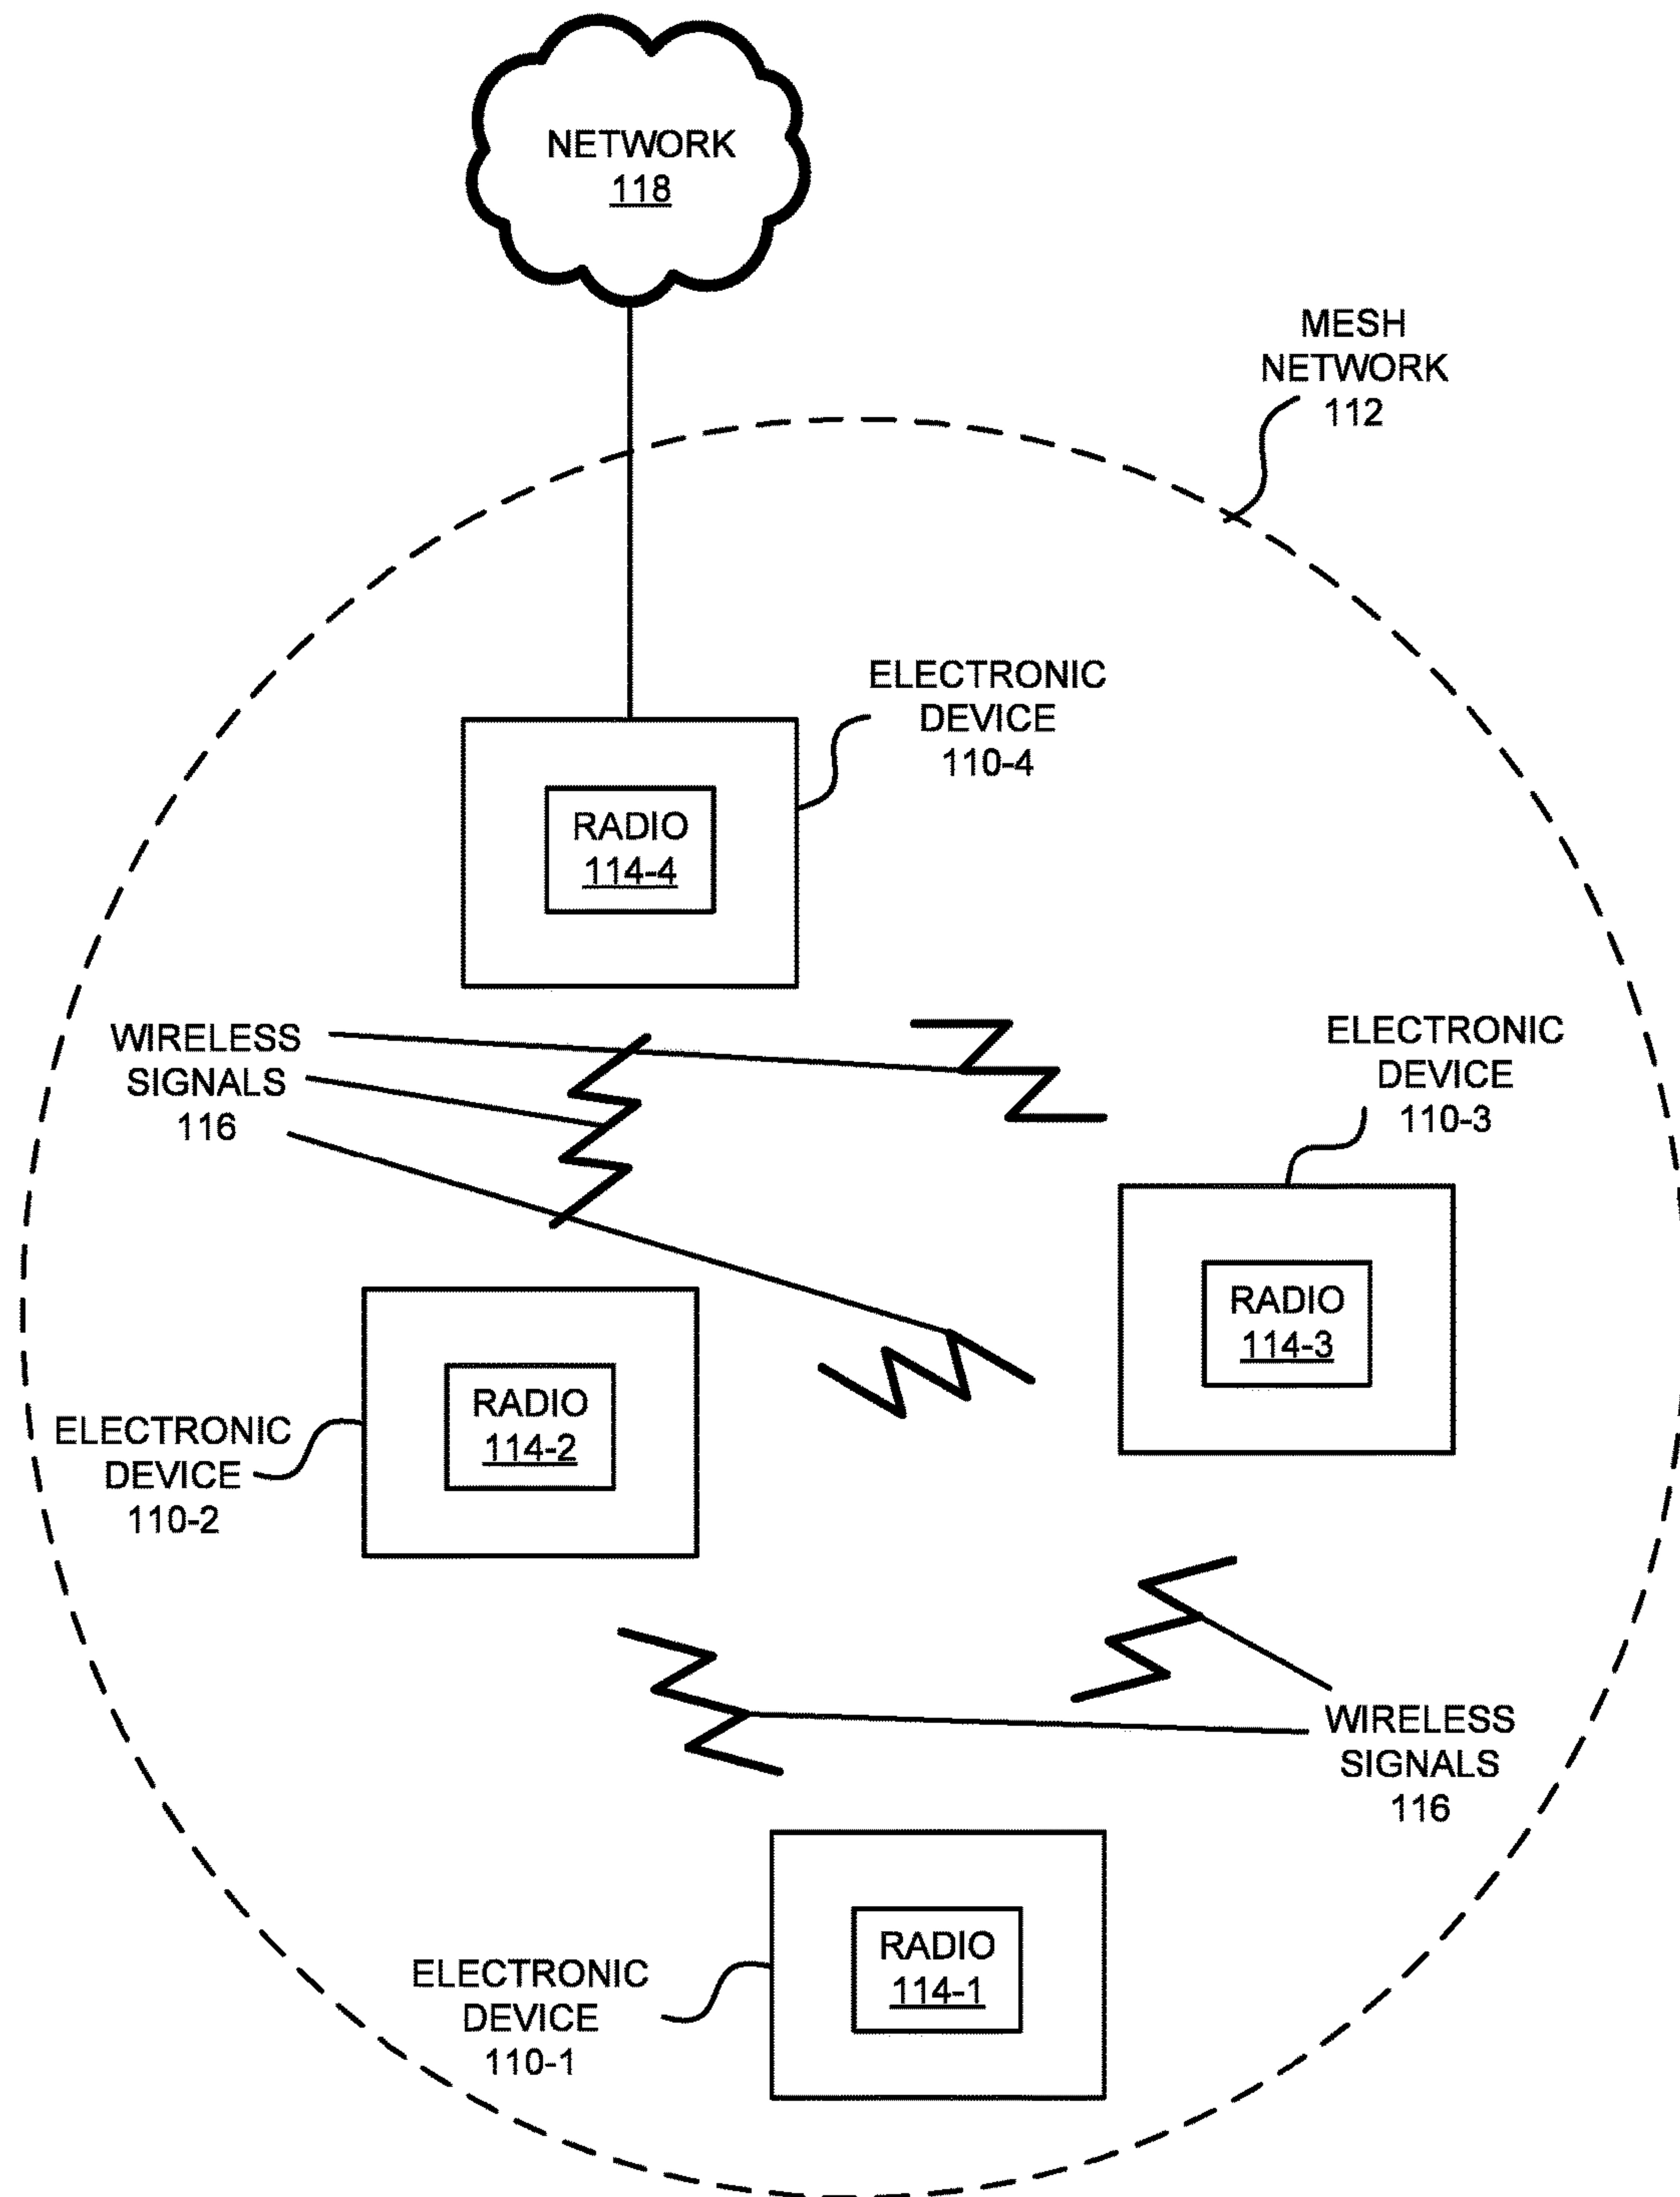 NETWORK
118
MESH
NETWORK
112
ELECTRONIC
DEVICE
110-4
RADIO
114-4
WIRELESS
SIGNALS
116
ELECTRONIC
DEVICE
110-3
RADIO
114-3
RADIO
114-2
ELECTRONIC
DEVICE
110-2
WIRELESS
SIGNALS
116
RADIO
114-1
ELECTRONIC
DEVICE
110-1